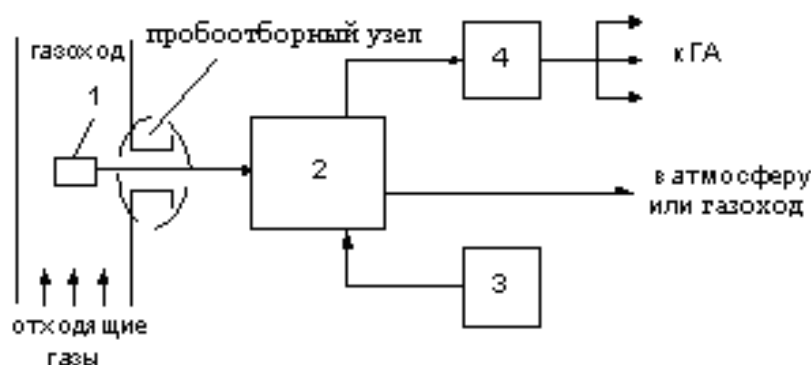 газоход
пробоотборный узел
1
4
к ГА
2
в атмосферу
или газоход
3
отходящие
газы